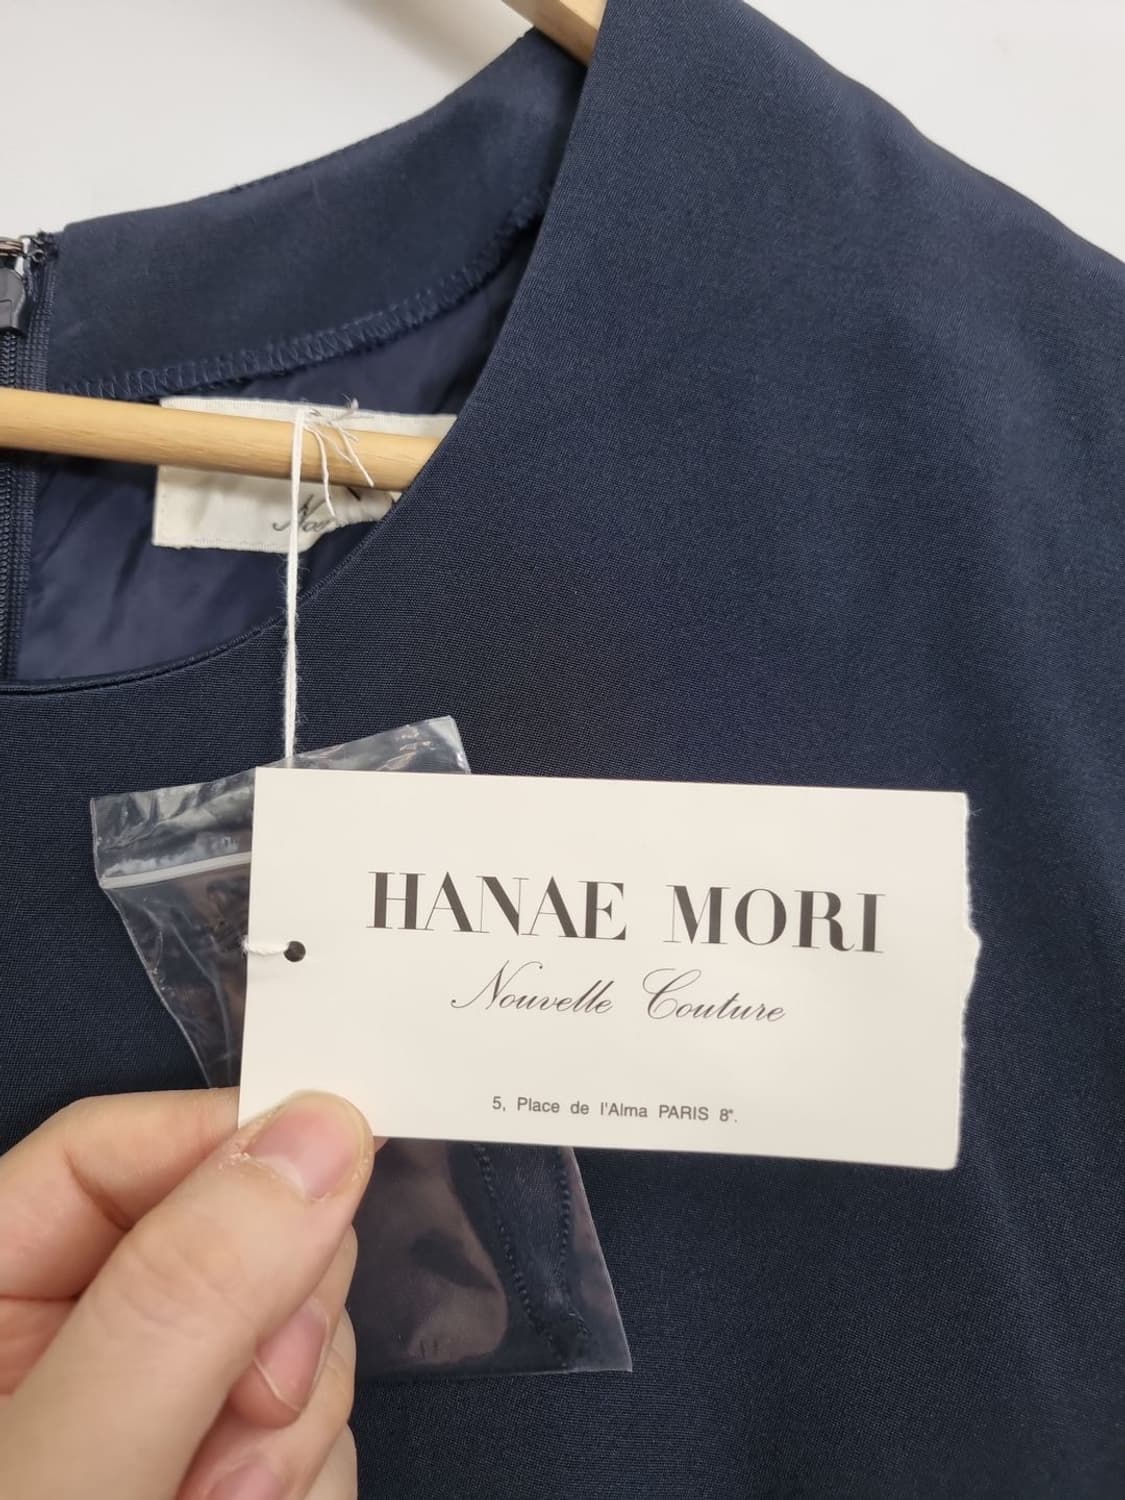 HANAE MORI
Nouvelle Couture
5, Place de l'Alma PARIS 8e.